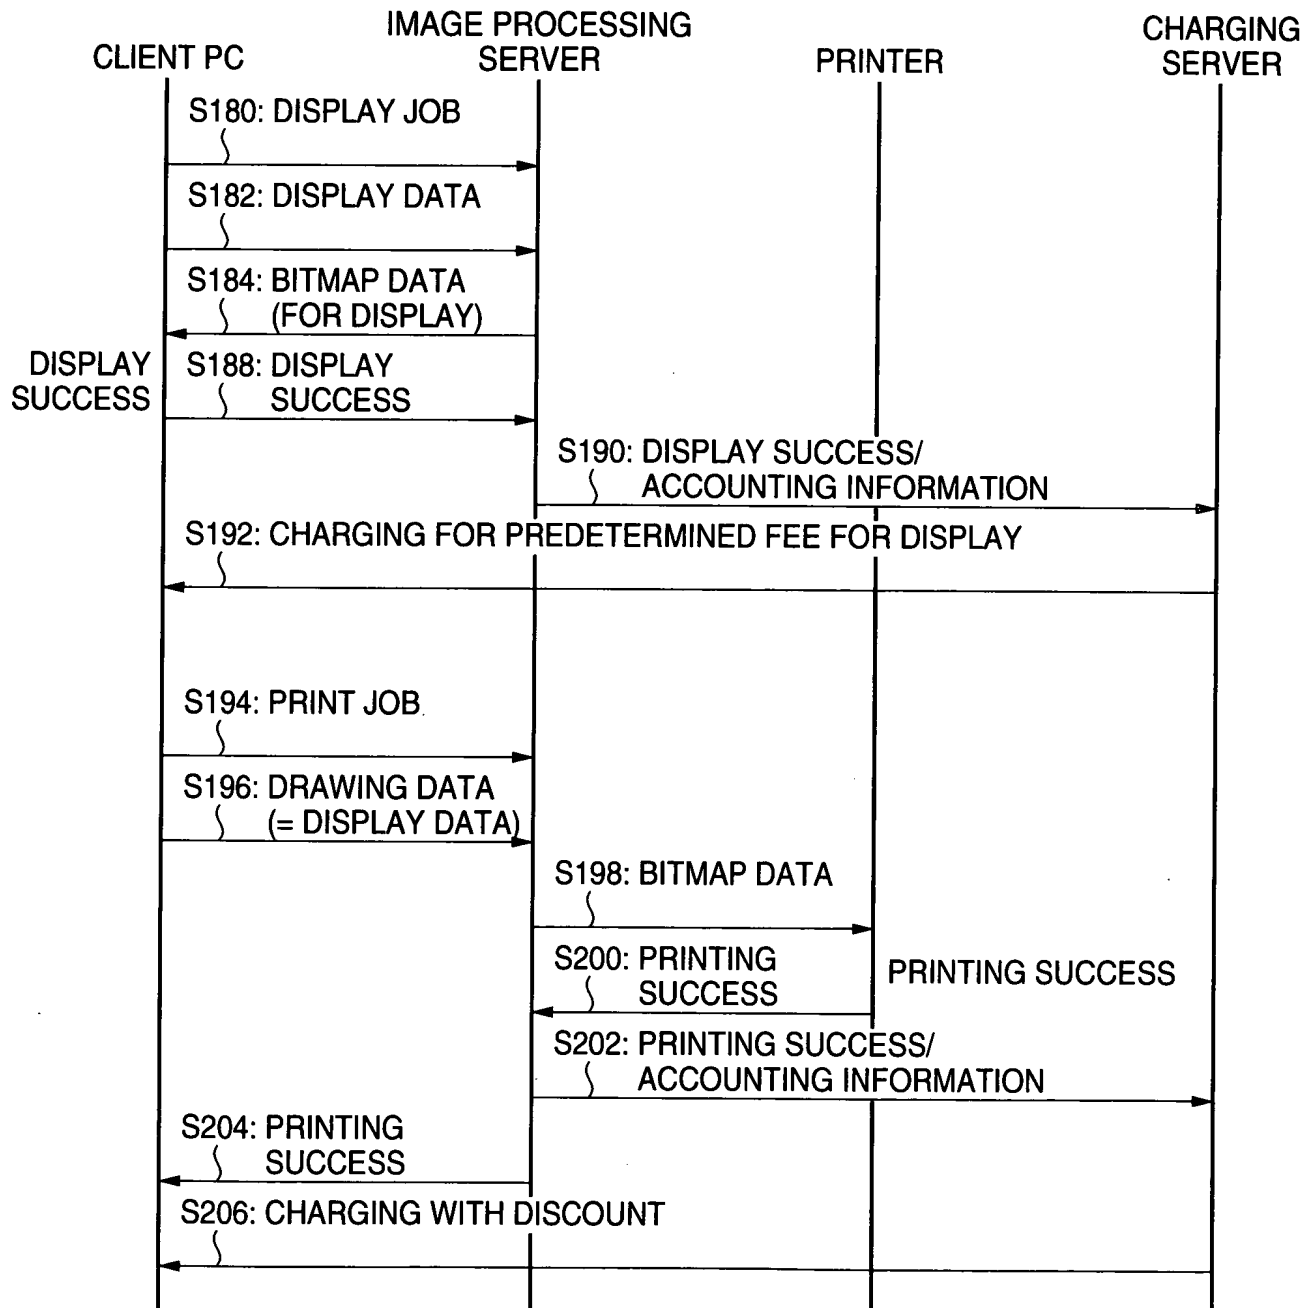 CLIENT PC
IMAGE PROCESSING
SERVER
PRINTER
CHARGING
SERVER
S180: DISPLAY JOB
S182: DISPLAY DATA
S184: BITMAP DATA
(FOR DISPLAY)
DISPLAY
SUCCESS
S188: DISPLAY
SUCCESS
S190: DISPLAY SUCCESS/
ACCOUNTING INFORMATION
S192: CHARGING FOR PREDETERMINED FEE FOR DISPLAY
S194: PRINT JOB
S196: DRAWING DATA
(= DISPLAY DATA)
S198: BITMAP DATA
S200: PRINTING
SUCCESS
PRINTING SUCCESS
S202: PRINTING SUCCESS/
ACCOUNTING INFORMATION
S204: PRINTING
SUCCESS
S206: CHARGING WITH DISCOUNT